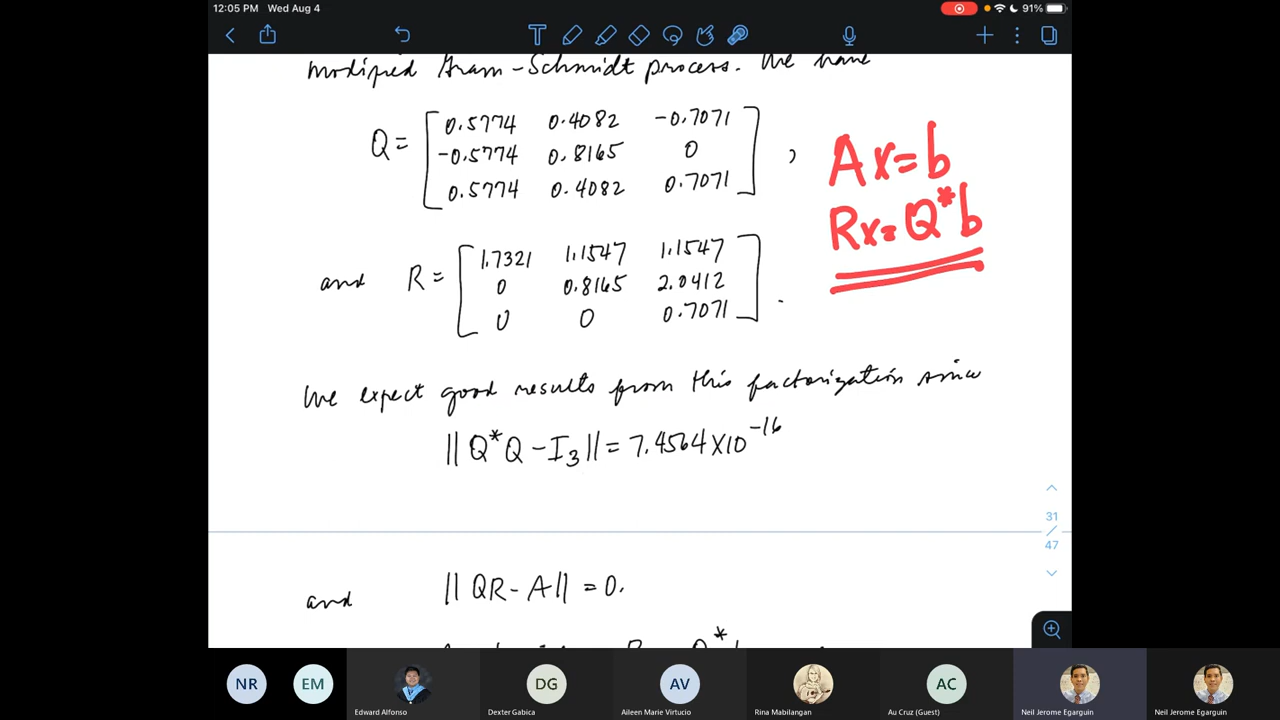 12:05 PM Wed Aug 4
91%
modified Gram-Schmidt process. We have
Q = [ 0.5774 0.4082 -0.7071
-0.5774 0.8165 0
0.5774 0.4082 0.7071 ] ,
Ax=b
Rx=Q*b
and R = [ 1.7321 1.1547 1.1547
0 0.8165 2.0412
0 0 0.7071 ] .
We expect good results from this factorization since
|| Q*Q - I₃ || = 7.4564 X 10⁻¹⁶
31
/
47
and || QR - A || = 0.
NR
EM
DG
AV
AC
Edward Alfonso
Dexter Gabica
Aileen Marie Virtucio
Rina Mabilangan
Au Cruz (Guest)
Neil Jerome Egarguin
Neil Jerome Egarguin